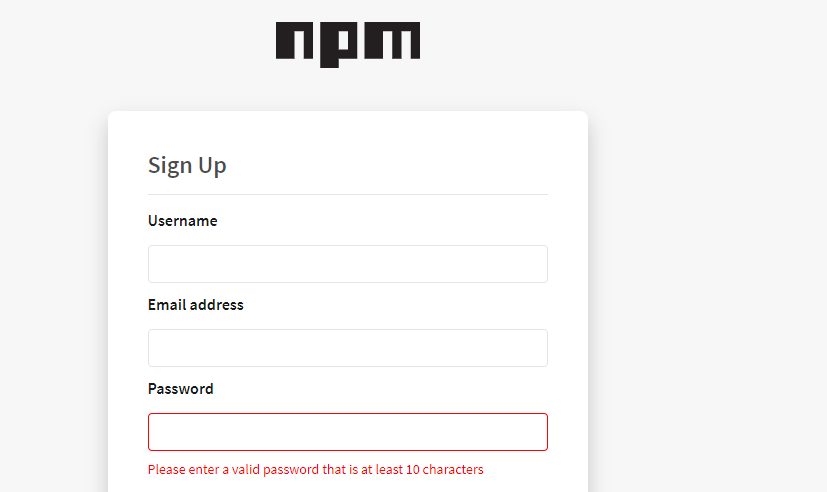 npm
Sign Up
Username
Email address
Password
Please enter a valid password that is at least 10 characters